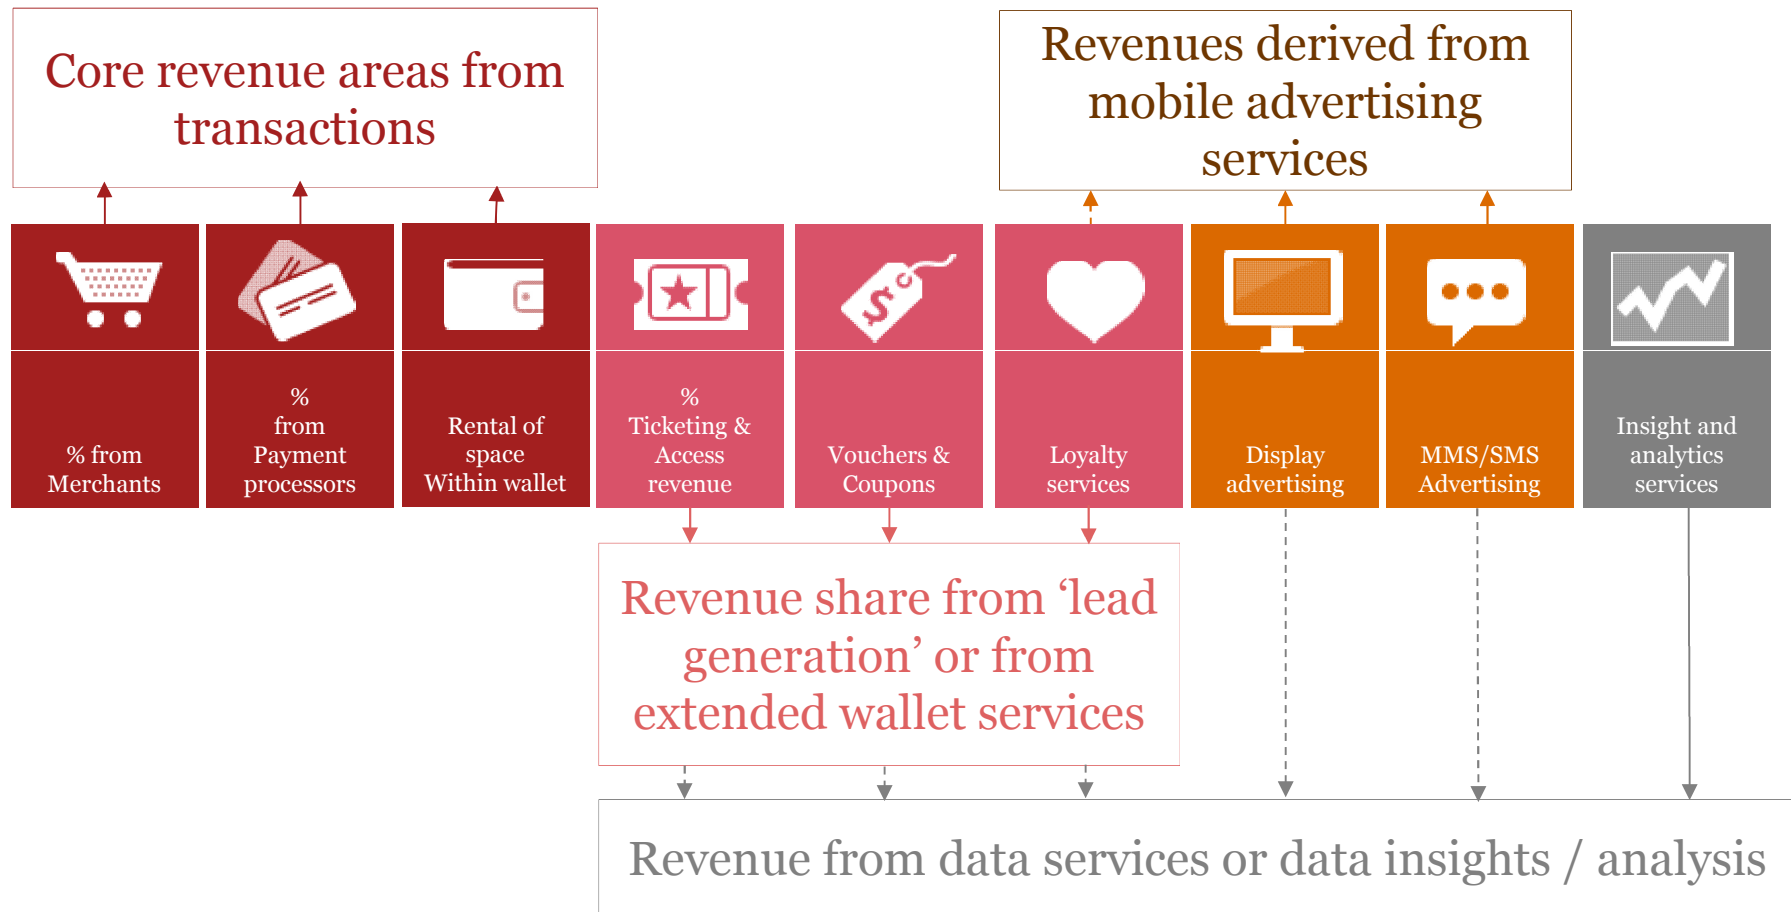 Core revenue areas from
transactions
Revenues derived from
mobile advertising
services
% from
Merchants
%
from
Payment
processors
Rental of
space
Within wallet
%
Ticketing &
Access
revenue
Vouchers &
Coupons
Loyalty
services
Display
advertising
MMS/SMS
Advertising
Insight and
analytics
services
Revenue share from ‘lead
generation’ or from
extended wallet services
Revenue from data services or data insights / analysis